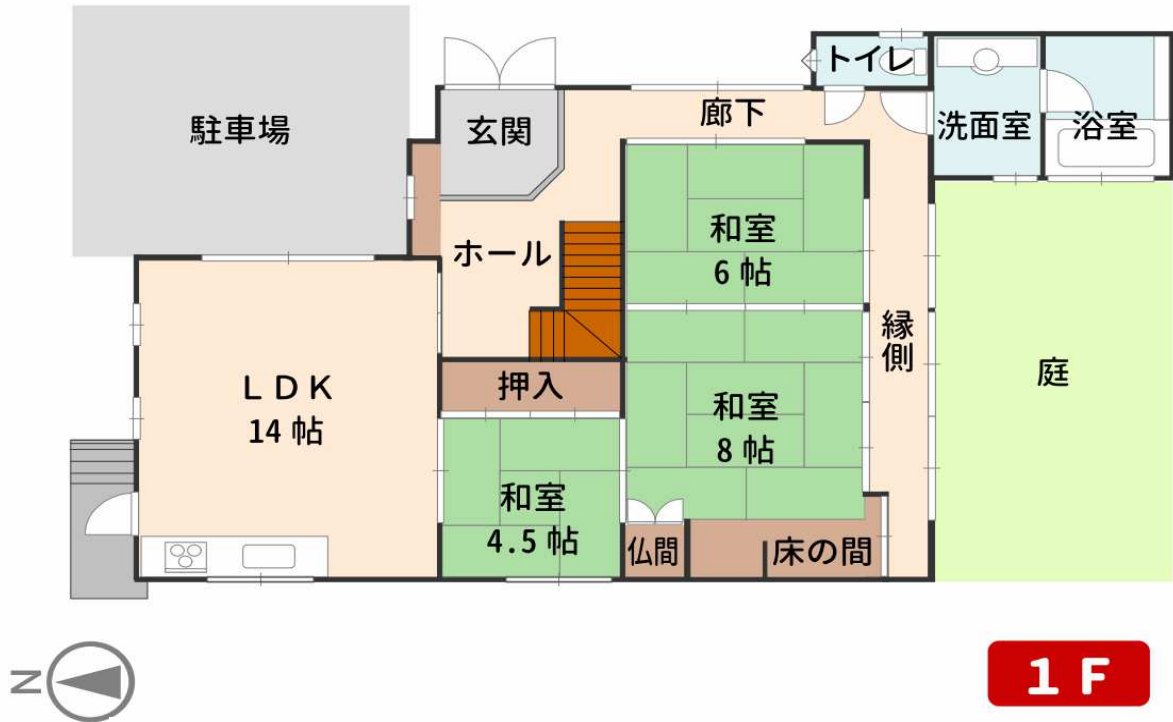 トイレ
駐車場
玄関
廊下
洗面室
浴室
ホール
和室
6 帖
縁側
庭
LDK
14 帖
押入
和室
8 帖
和室
4.5 帖
仏間
床の間
N
1F